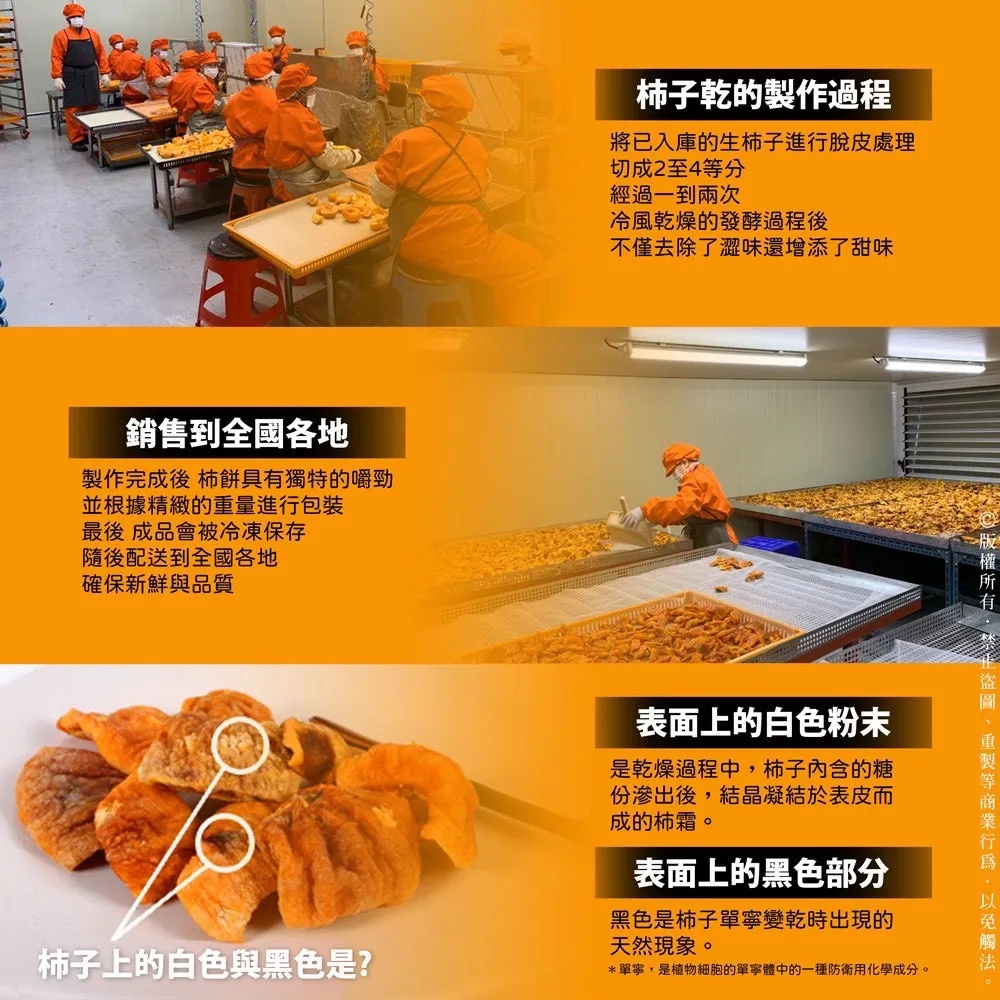 柿子乾的製作過程
將已入庫的生柿子進行脫皮處理
切成2至4等分
經過一到兩次
冷風乾燥的發酵過程後
不僅去除了澀味還增添了甜味
銷售到全國各地
製作完成後 柿餅具有獨特的嚼勁
並根據精緻的重量進行包裝
最後 成品會被冷凍保存
隨後配送到全國各地
確保新鮮與品質
表面上的白色粉末
是乾燥過程中，柿子內含的糖
份滲出後，結晶凝結於表皮而
成的柿霜。
表面上的黑色部分
黑色是柿子單寧變乾時出現的
天然現象。
＊單寧，是植物細胞的單寧體中的一種防衛用化學成分。
柿子上的白色與黑色是?
©版權所有．禁止盜圖、重製等商業行為．以免觸法。